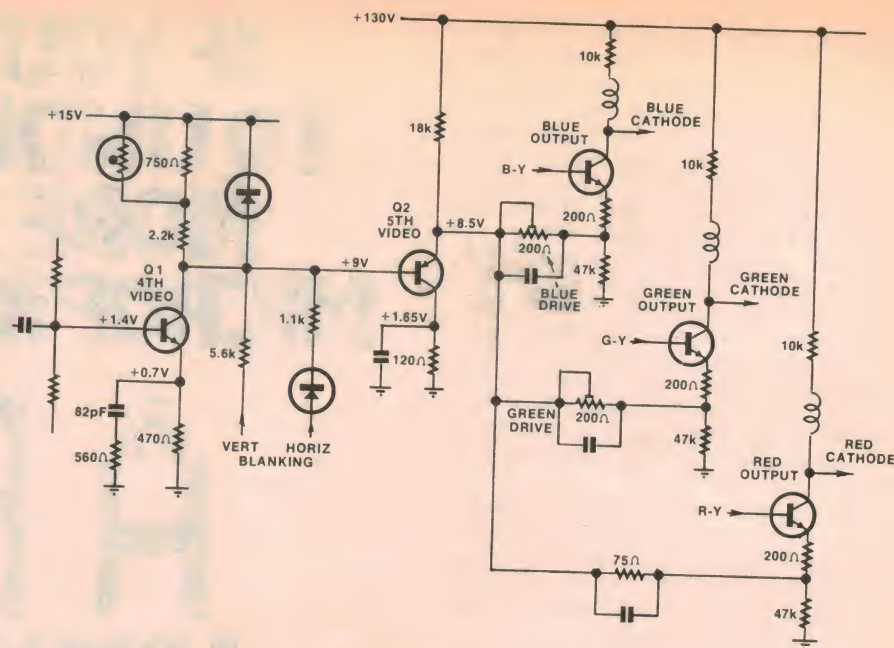 +130V
10k
BLUE
CATHODE
BLUE
OUTPUT
+15V
18k
10k
750Ω
B-Y
Q2
5TH
VIDEO
+8.5V
200Ω
2.2k
200Ω
BLUE
DRIVE
47k
GREEN
CATHODE
GREEN
OUTPUT
Q1
4TH
VIDEO
+9V
+1.4V
1.1k
+1.65V
G-Y
10k
120Ω
200Ω
+0.7V
5.6k
82pF
470Ω
560Ω
VERT
HORIZ
BLANKING
GREEN
DRIVE
200Ω
47k
RED
CATHODE
RED
OUTPUT
R-Y
75Ω
200Ω
47k